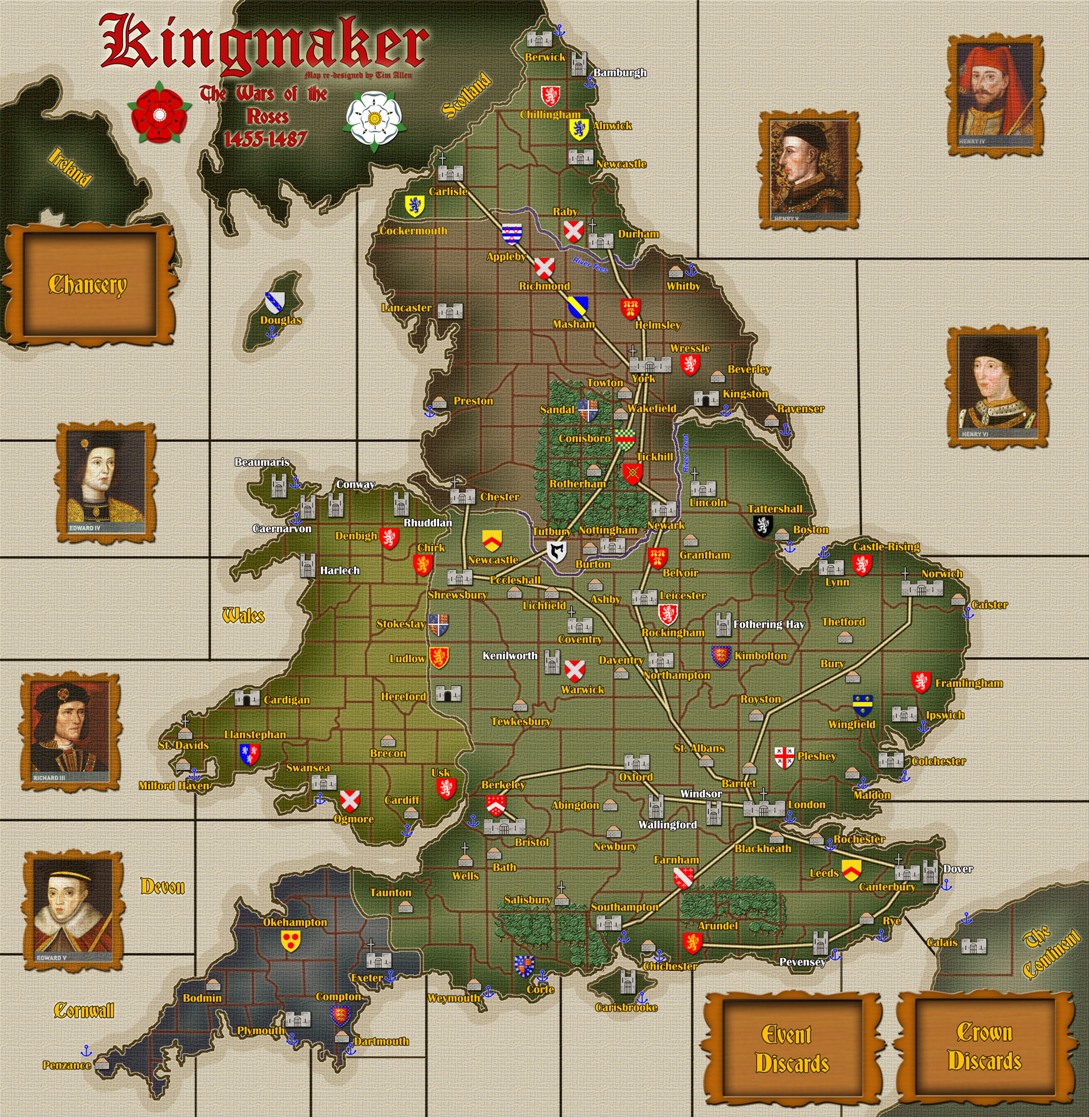 Kingmaker
Map re-designed by Tim Allen
The Wars of the
Roses
1455-1487
Scotland
Ireland
Chancery
HENRY IV
HENRY V
HENRY VI
EDWARD IV
RICHARD III
EDWARD V
Berwick
Bamburgh
Chillingham
Alnwick
Newcastle
Carlisle
Cockermouth
Raby
Durham
Appleby
River Tees
Richmond
Whitby
Douglas
Lancaster
Masham
Helmsley
Wressle
York
Beverley
Towton
Kingston
Preston
Sandal
Wakefield
Ravenser
Conisboro
Tickhill
Rotherham
Beaumaris
Conway
Chester
Lincoln
Caernarvon
Rhuddlan
Tattershall
Denbigh
Newcastle
Tutbury
Nottingham
Newark
Boston
Chirk
Grantham
Castle-Rising
Harlech
Burton
Belvoir
Lynn
Norwich
Shrewsbury
Eccleshall
Lichfield
Ashby
Leicester
Caister
Wales
Stokesay
Coventry
Rockingham
Fothering Hay
Thetford
Ludlow
Kenilworth
Daventry
Northampton
Kimbolton
Bury
Warwick
Framlingham
Cardigan
Hereford
Tewkesbury
Royston
Wingfield
Ipswich
St. Davids
Llanstephan
Brecon
St. Albans
Pleshey
Colchester
Milford Haven
Swansea
Usk
Berkeley
Oxford
Barnet
Maldon
Ogmore
Cardiff
Abingdon
Windsor
London
Wallingford
Bristol
Newbury
Blackheath
Rochester
Wells
Bath
Farnham
Leeds
Canterbury
Dover
Devon
Taunton
Salisbury
Southampton
Rye
Okehampton
Arundel
Calais
The
Continent
Chichester
Pevensey
Exeter
Weymouth
Corfe
Carisbrooke
Bodmin
Compton
Cornwall
Plymouth
Dartmouth
Penzance
Event
Discards
Crown
Discards